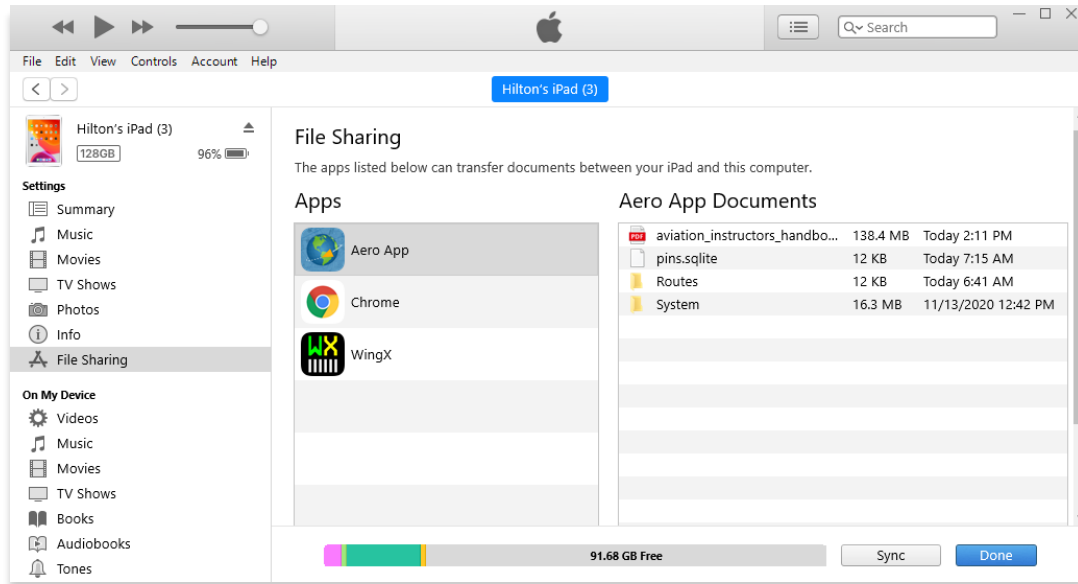 Search
File Edit View Controls Account Help
Hilton's iPad (3)
Hilton's iPad (3)
128GB 96%
Settings
Summary
Music
Movies
TV Shows
Photos
Info
File Sharing
On My Device
Videos
Music
Movies
TV Shows
Books
Audiobooks
Tones
File Sharing
The apps listed below can transfer documents between your iPad and this computer.
Apps
Aero App
Chrome
WX
WingX
Aero App Documents
PDF aviation_instructors_handbo... 138.4 MB Today 2:11 PM
pins.sqlite 12 KB Today 7:15 AM
Routes 12 KB Today 6:41 AM
System 16.3 MB 11/13/2020 12:42 PM
91.68 GB Free Sync Done